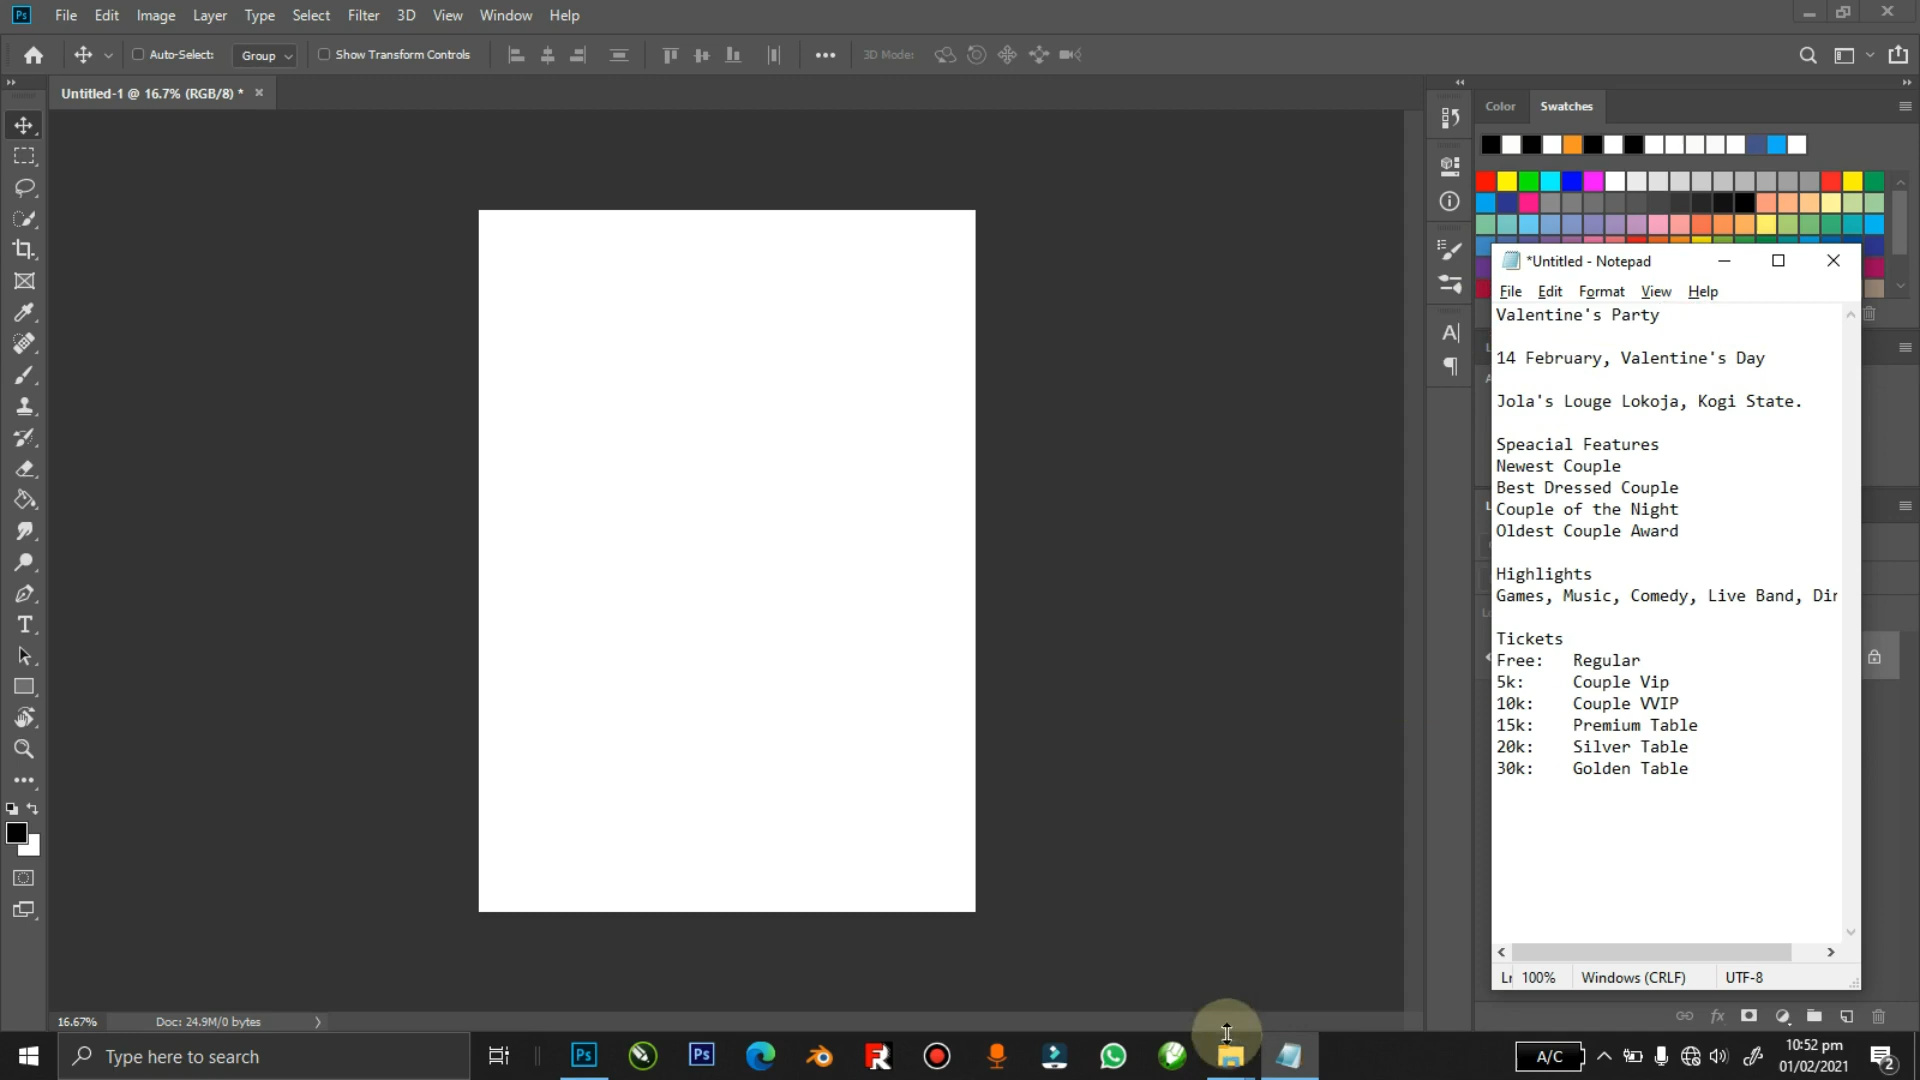 File Edit Image Layer Type Select Filter 3D View Window Help
Auto-Select: Group Show Transform Controls 3D Mode:
Untitled-1 @ 16.7% (RGB/8) *
Color Swatches
*Untitled - Notepad
File Edit Format View Help
Valentine's Party
14 February, Valentine's Day
Jola's Louge Lokoja, Kogi State.
Speacial Features
Newest Couple
Best Dressed Couple
Couple of the Night
Oldest Couple Award
Highlights
Games, Music, Comedy, Live Band, Dir
Tickets
Free: Regular
5k: Couple Vip
10k: Couple VVIP
15k: Premium Table
20k: Silver Table
30k: Golden Table
100% Windows (CRLF) UTF-8
16.67% Doc: 24.9M/0 bytes
Type here to search
A/C
10:52 pm
01/02/2021
2